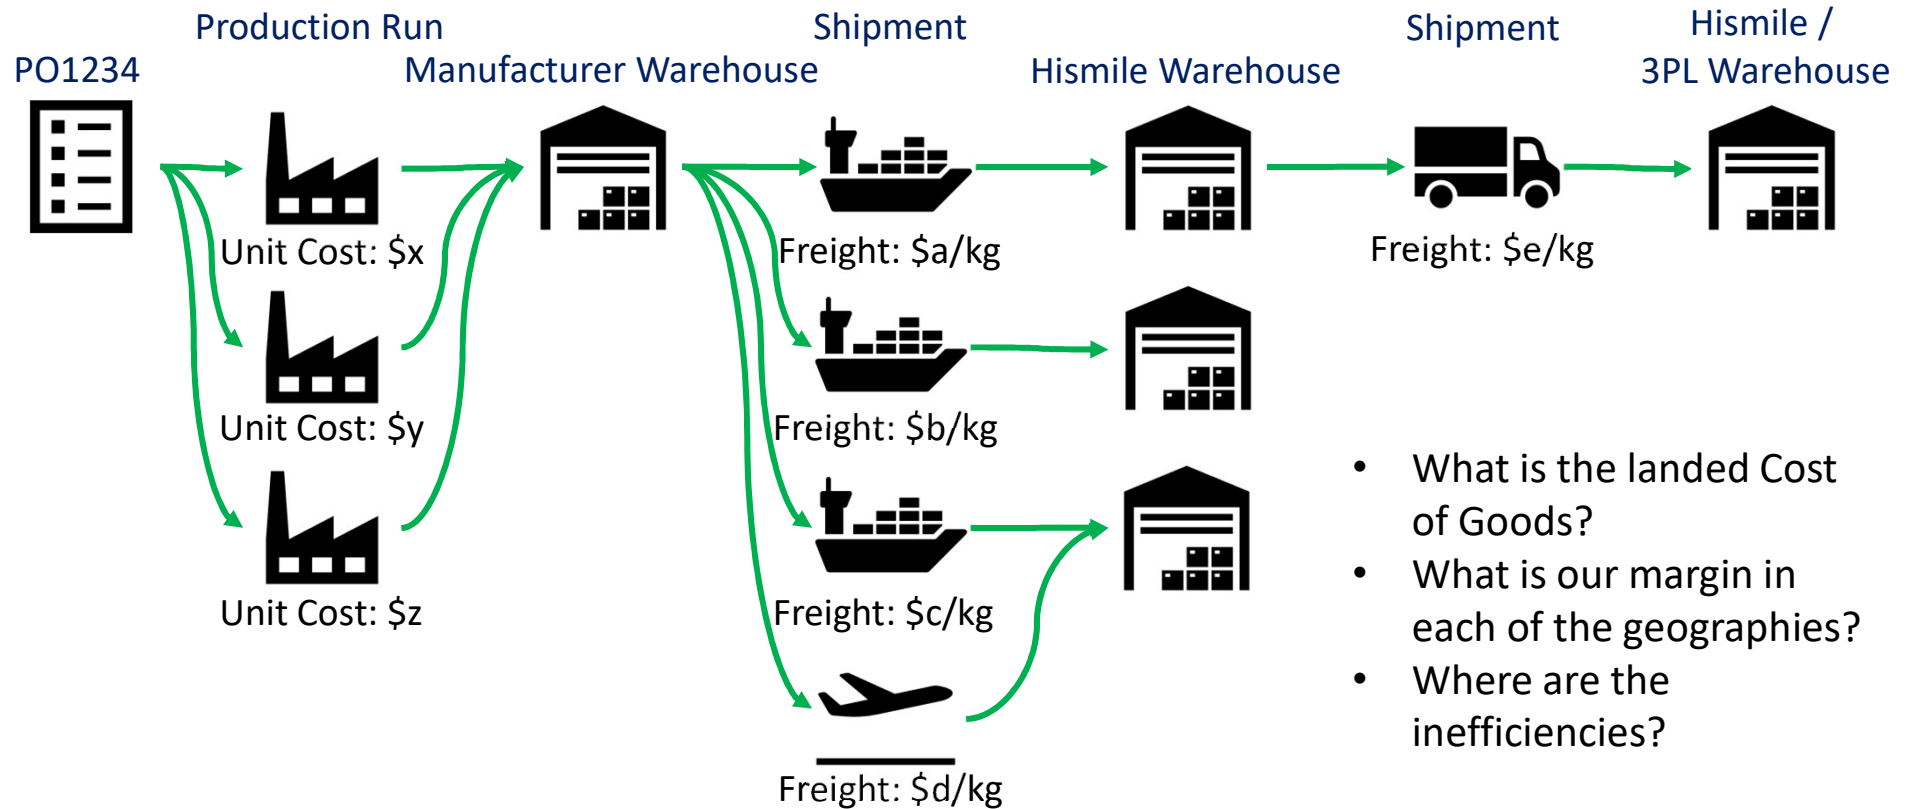 PO1234
Production Run
Manufacturer Warehouse
Shipment
Hismile Warehouse
Shipment
Hismile /
3PL Warehouse
Unit Cost: $x
Unit Cost: $y
Unit Cost: $z
Freight: $a/kg
Freight: $b/kg
Freight: $c/kg
Freight: $d/kg
Freight: $e/kg
• What is the landed Cost
of Goods?
• What is our margin in
each of the geographies?
• Where are the
inefficiencies?